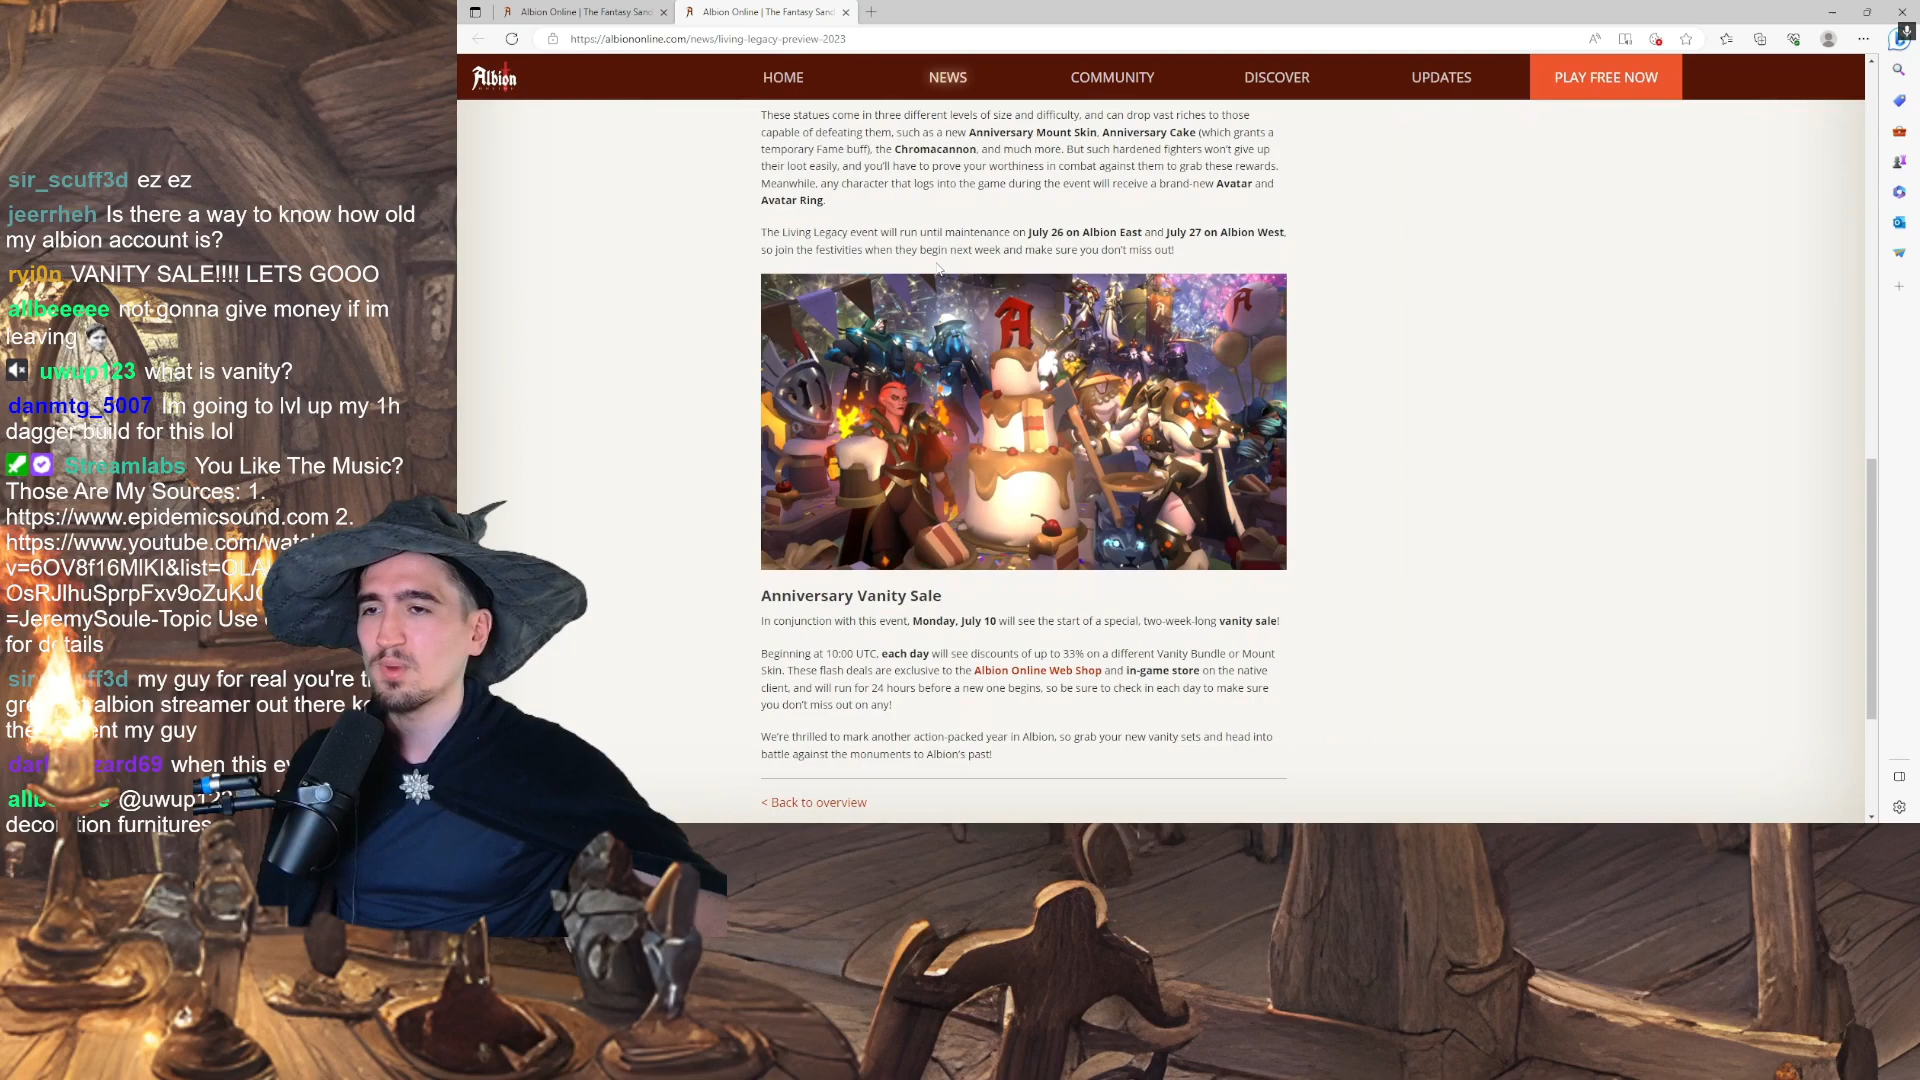 Albion Online | The Fantasy Sand
Albion Online | The Fantasy Sand
https://albiononline.com/news/living-legacy-preview-2023
Albion
ONLINE
HOME
NEWS
COMMUNITY
DISCOVER
UPDATES
PLAY FREE NOW
These statues come in three different levels of size and difficulty, and can drop vast riches to those
capable of defeating them, such as a new Anniversary Mount Skin, Anniversary Cake (which grants a
temporary Fame buff), the Chromacannon, and much more. But such hardened fighters won't give up
their loot easily, and you'll have to prove your worthiness in combat against them to grab these rewards.
Meanwhile, any character that logs into the game during the event will receive a brand-new Avatar and
Avatar Ring.
The Living Legacy event will run until maintenance on July 26 on Albion East and July 27 on Albion West,
so join the festivities when they begin next week and make sure you don't miss out!
A
A
Anniversary Vanity Sale
In conjunction with this event, Monday, July 10 will see the start of a special, two-week-long vanity sale!
Beginning at 10:00 UTC, each day will see discounts of up to 33% on a different Vanity Bundle or Mount
Skin. These flash deals are exclusive to the Albion Online Web Shop and in-game store on the native
client, and will run for 24 hours before a new one begins, so be sure to check in each day to make sure
you don't miss out on any!
We're thrilled to mark another action-packed year in Albion, so grab your new vanity sets and head into
battle against the monuments to Albion's past!
< Back to overview
sir_scuff3d ez ez
jeerrheh Is there a way to know how old
my albion account is?
ryi0n VANITY SALE!!!! LETS GOOO
allbeeeee not gonna give money if im
leaving
uwup123 what is vanity?
danmtg_5007 Im going to lvl up my 1h
dagger build for this lol
Streamlabs You Like The Music?
Those Are My Sources: 1.
https://www.epidemicsound.com 2.
https://www.youtube.com/wat
v=6OV8f16MlKI&list=OLA
OsRJlhuSprpFxv9oZuKJ
=JeremySoule-Topic Use
for details
my guy for real you're
albion streamer out there
my guy
when this
@uwup123
furnitures